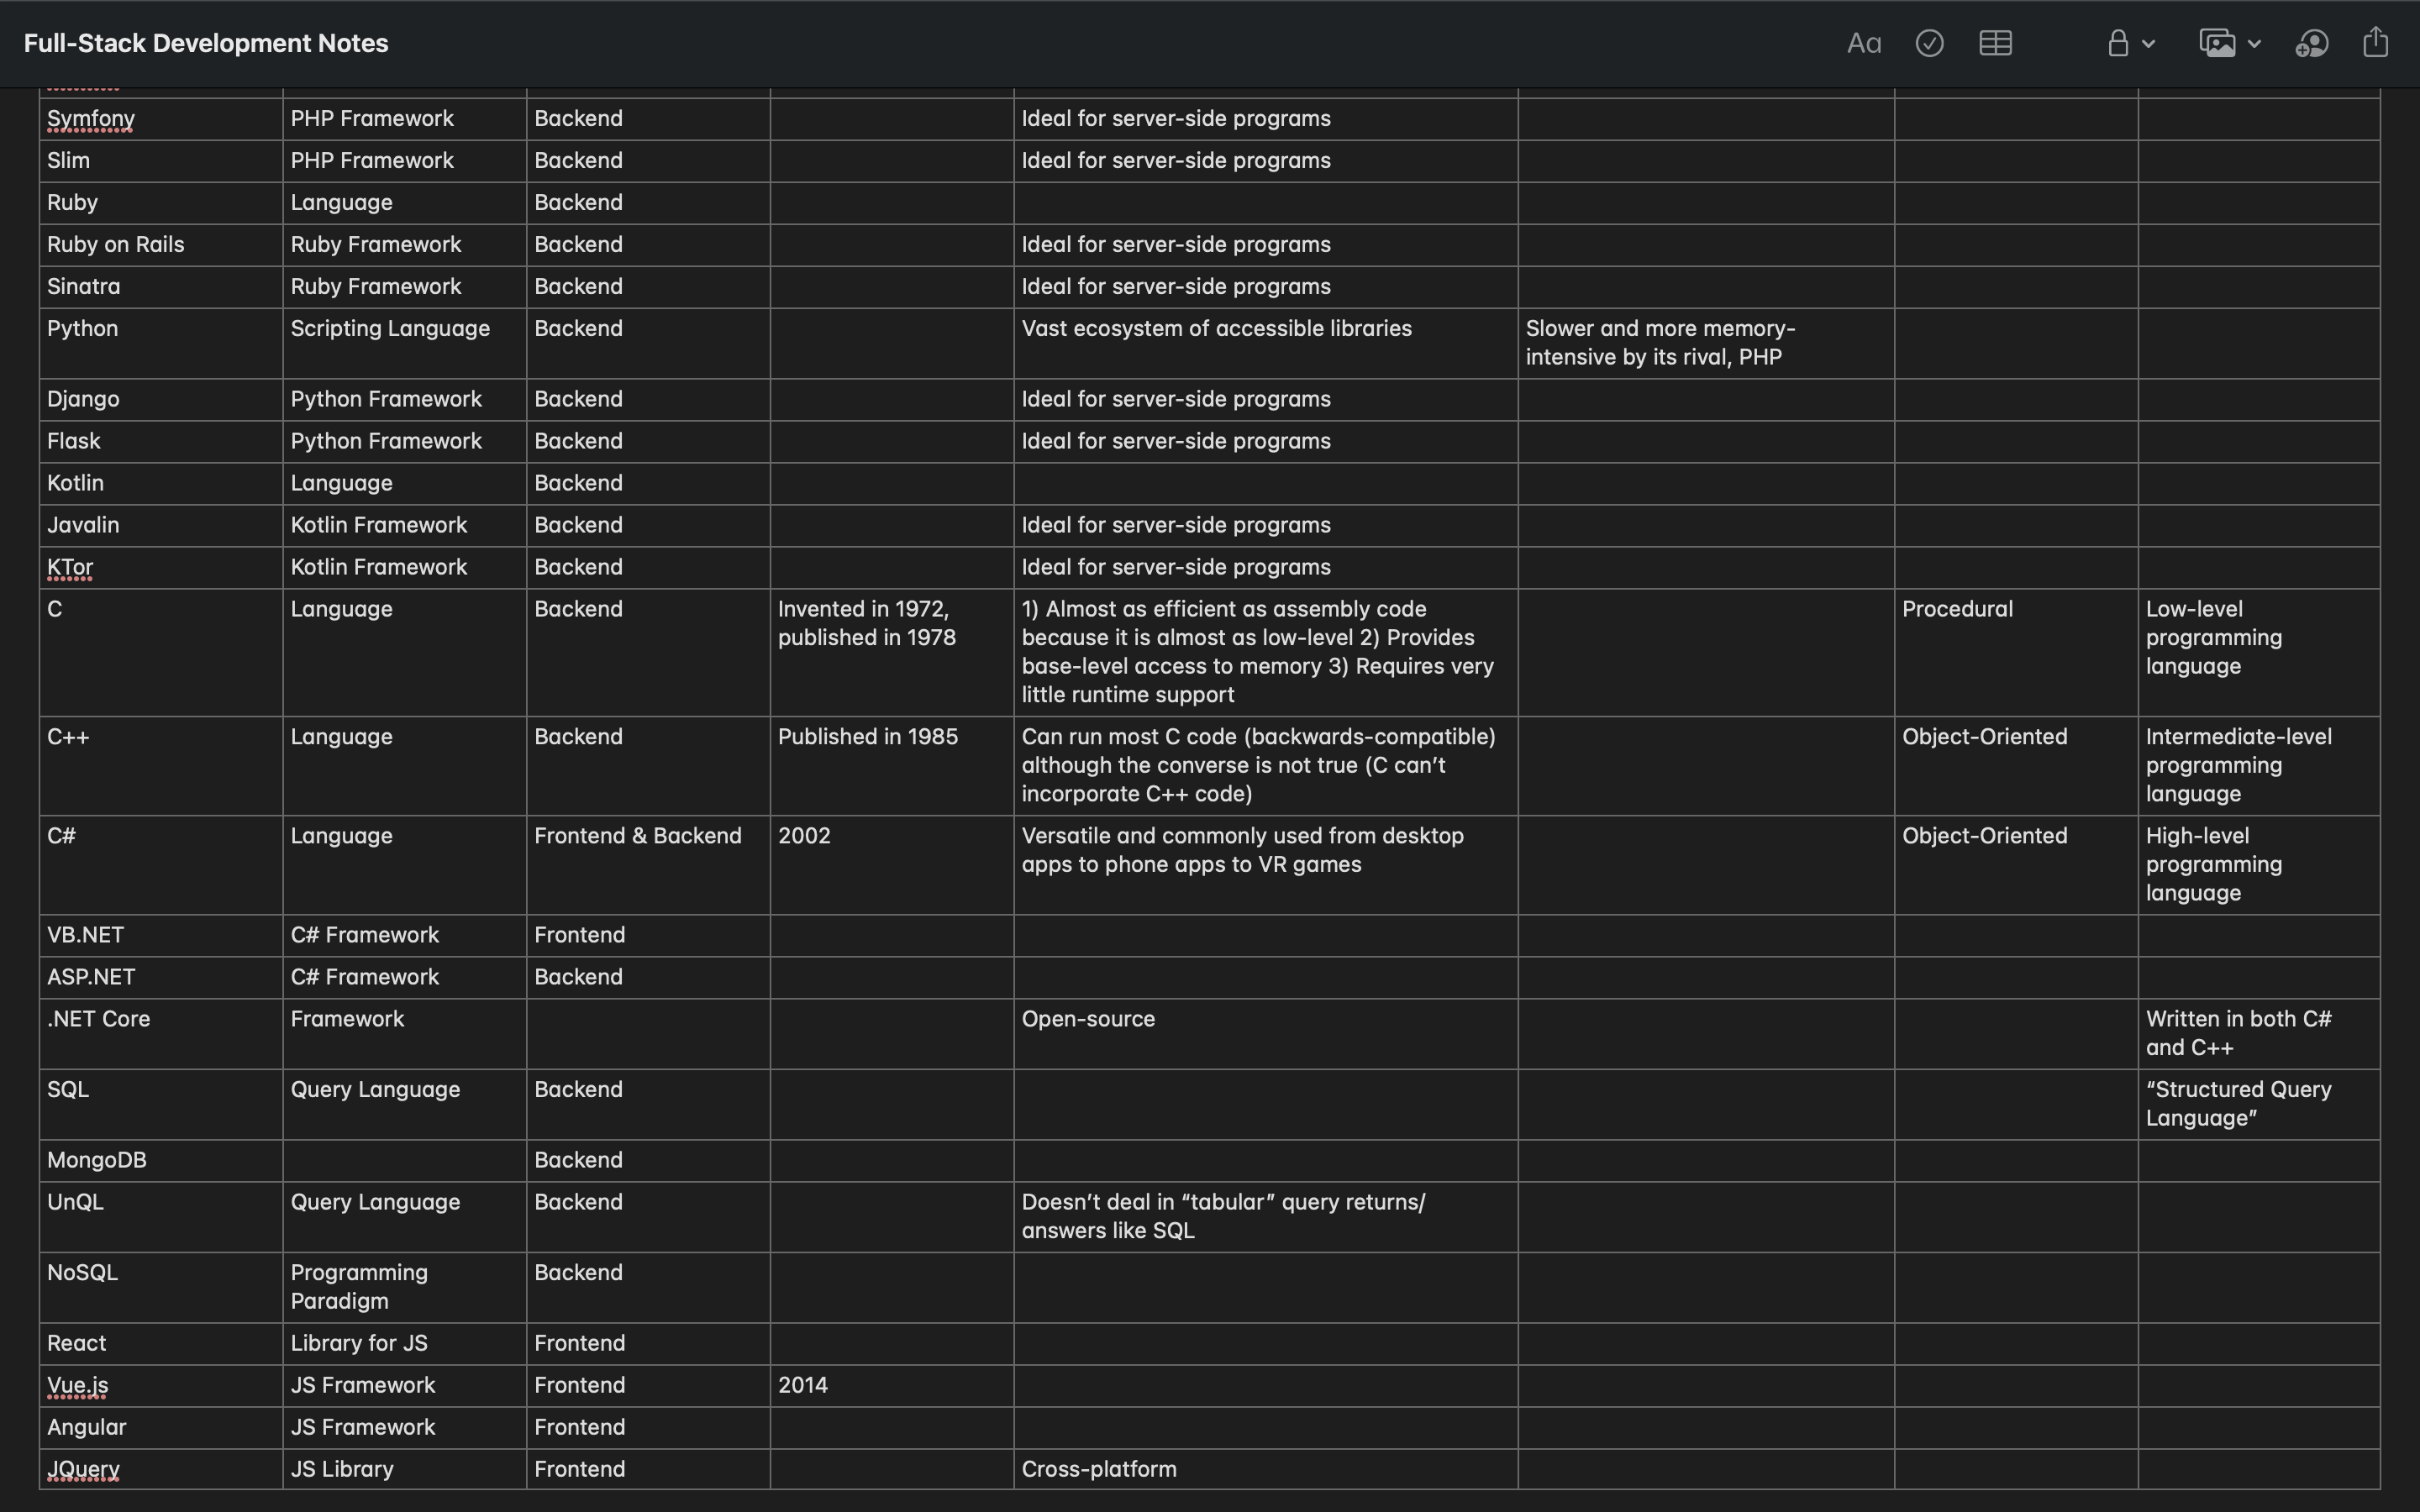 Full-Stack Development Notes
Aa
Symfony PHP Framework Backend Ideal for server-side programs
Slim PHP Framework Backend Ideal for server-side programs
Ruby Language Backend
Ruby on Rails Ruby Framework Backend Ideal for server-side programs
Sinatra Ruby Framework Backend Ideal for server-side programs
Python Scripting Language Backend Vast ecosystem of accessible libraries Slower and more memory-
intensive by its rival, PHP
Django Python Framework Backend Ideal for server-side programs
Flask Python Framework Backend Ideal for server-side programs
Kotlin Language Backend
Javalin Kotlin Framework Backend Ideal for server-side programs
KTor Kotlin Framework Backend Ideal for server-side programs
C Language Backend Invented in 1972, 1) Almost as efficient as assembly code Procedural Low-level
published in 1978 because it is almost as low-level 2) Provides programming
base-level access to memory 3) Requires very language
little runtime support
C++ Language Backend Published in 1985 Can run most C code (backwards-compatible) Object-Oriented Intermediate-level
although the converse is not true (C can’t programming
incorporate C++ code) language
C# Language Frontend & Backend 2002 Versatile and commonly used from desktop Object-Oriented High-level
apps to phone apps to VR games programming
language
VB.NET C# Framework Frontend
ASP.NET C# Framework Backend
.NET Core Framework Open-source Written in both C#
and C++
SQL Query Language Backend “Structured Query
Language”
MongoDB Backend
UnQL Query Language Backend Doesn’t deal in “tabular” query returns/
answers like SQL
NoSQL Programming Backend
Paradigm
React Library for JS Frontend
Vue.js JS Framework Frontend 2014
Angular JS Framework Frontend
JQuery JS Library Frontend Cross-platform